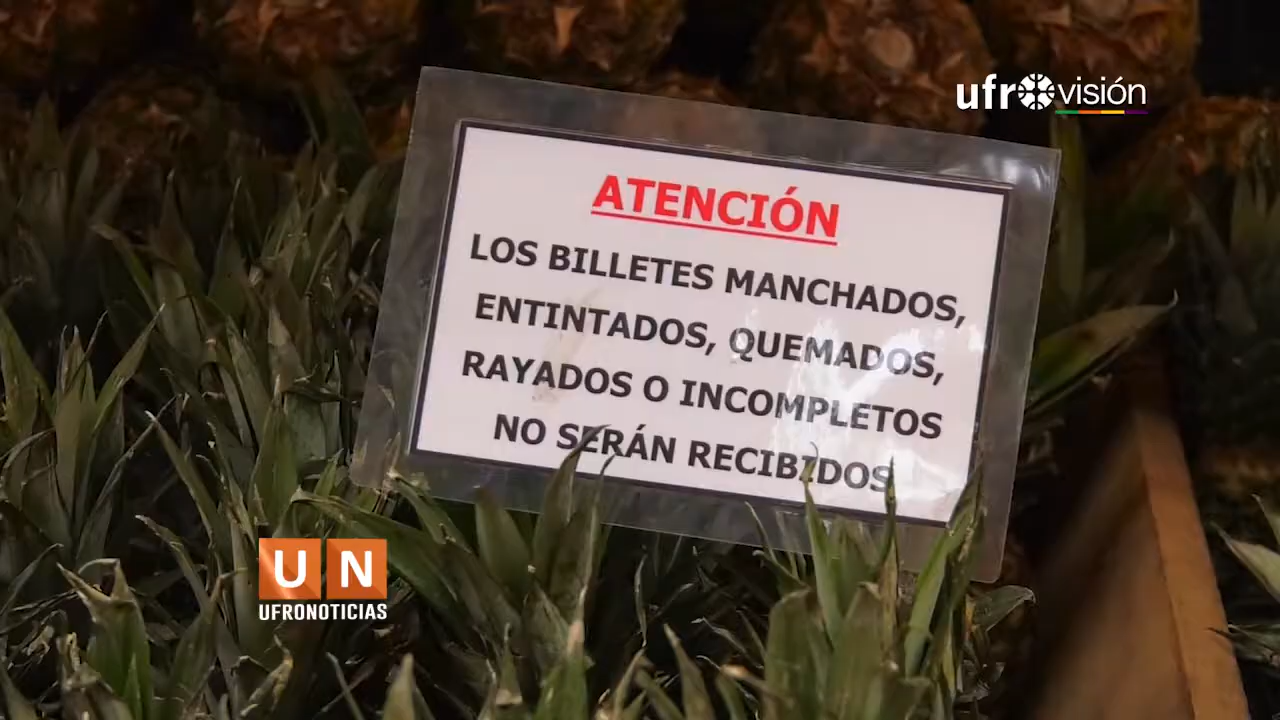 ufrovisión
ATENCIÓN
LOS BILLETES MANCHADOS,
ENTINTADOS, QUEMADOS,
RAYADOS O INCOMPLETOS
NO SERÁN RECIBIDOS
UN
UFRONOTICIAS